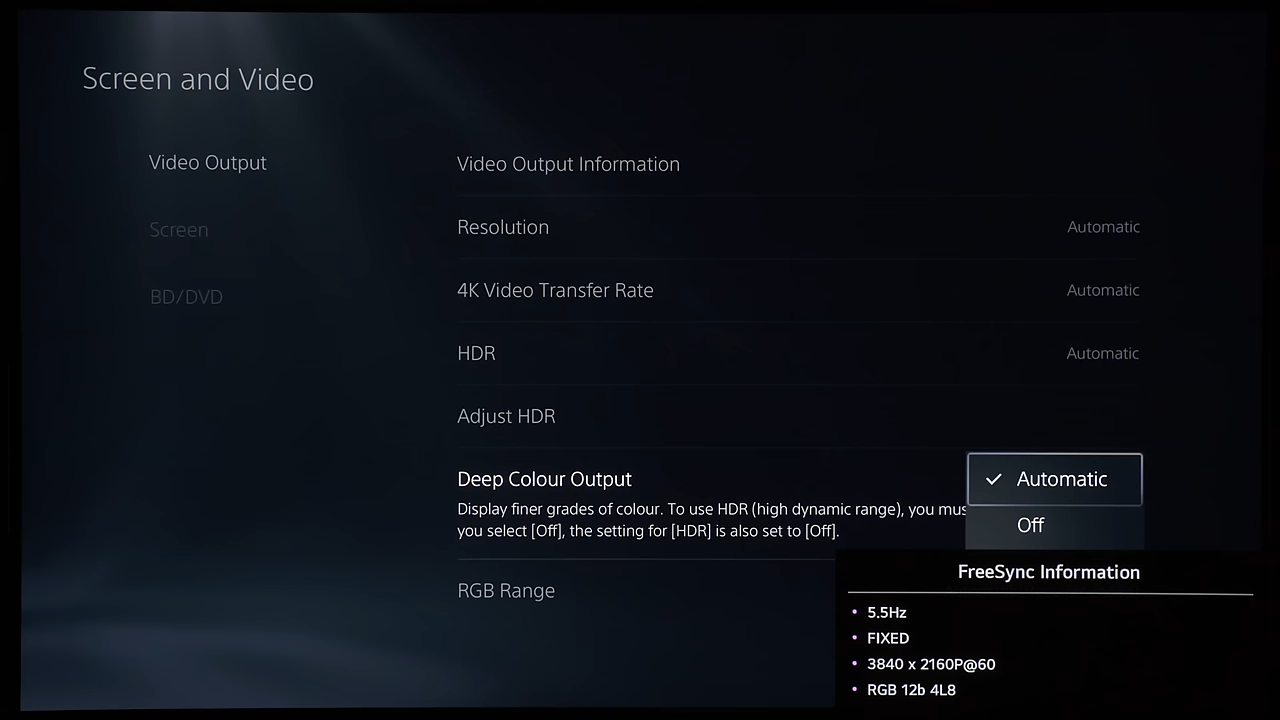 Screen and Video
Video Output
Screen
BD/DVD
Video Output Information
Resolution Automatic
4K Video Transfer Rate Automatic
HDR Automatic
Adjust HDR
Deep Colour Output
Display finer grades of colour. To use HDR (high dynamic range), you mus
you select [Off], the setting for [HDR] is also set to [Off].
Automatic
Off
RGB Range
FreeSync Information
• 5.5Hz
• FIXED
• 3840 x 2160P@60
• RGB 12b 4L8